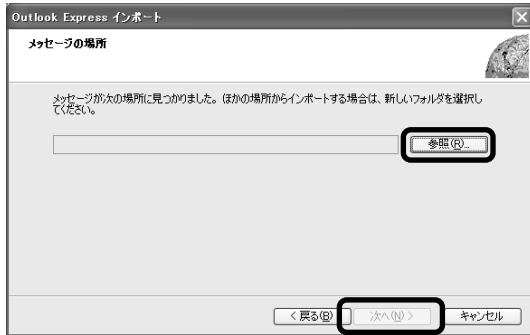 Outlook Express インポート
メッセージの場所
メッセージが次の場所に見つかりました。ほかの場所からインポートする場合は、新しいフォルダを選択し
てください。
参照(R)...
< 戻る(B)
次へ(N) >
キャンセル